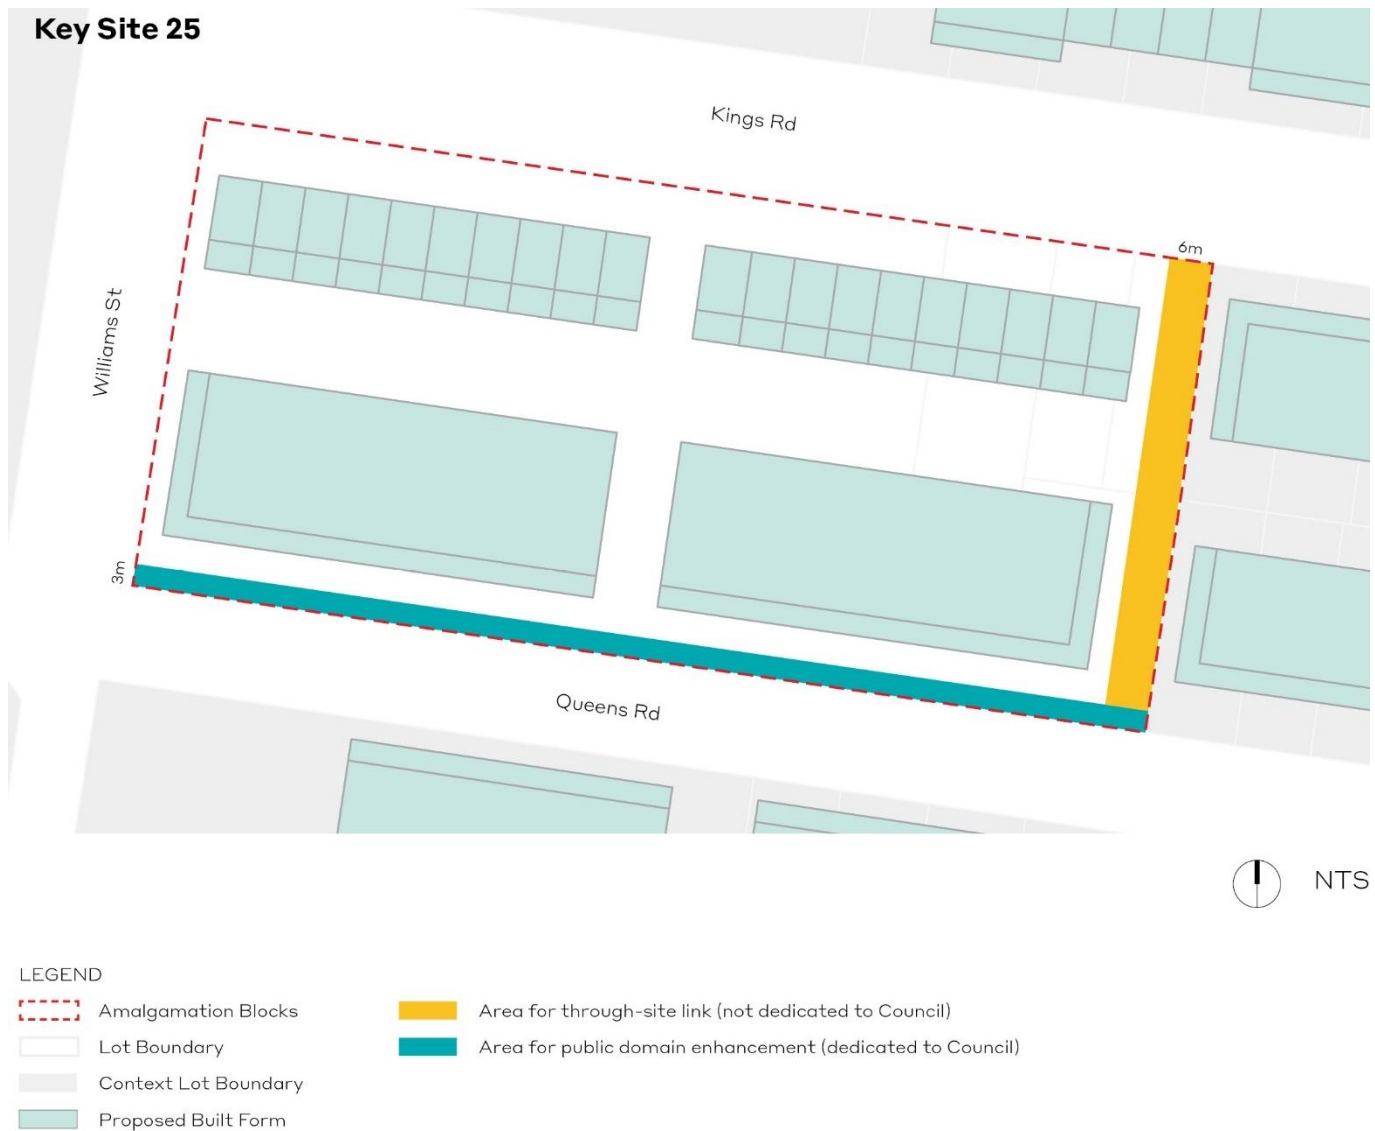 Key Site 25
Kings Rd
6m
Williams St
3m
Queens Rd
NTS
LEGEND
Amalgamation Blocks
Lot Boundary
Context Lot Boundary
Proposed Built Form
Area for through-site link (not dedicated to Council)
Area for public domain enhancement (dedicated to Council)